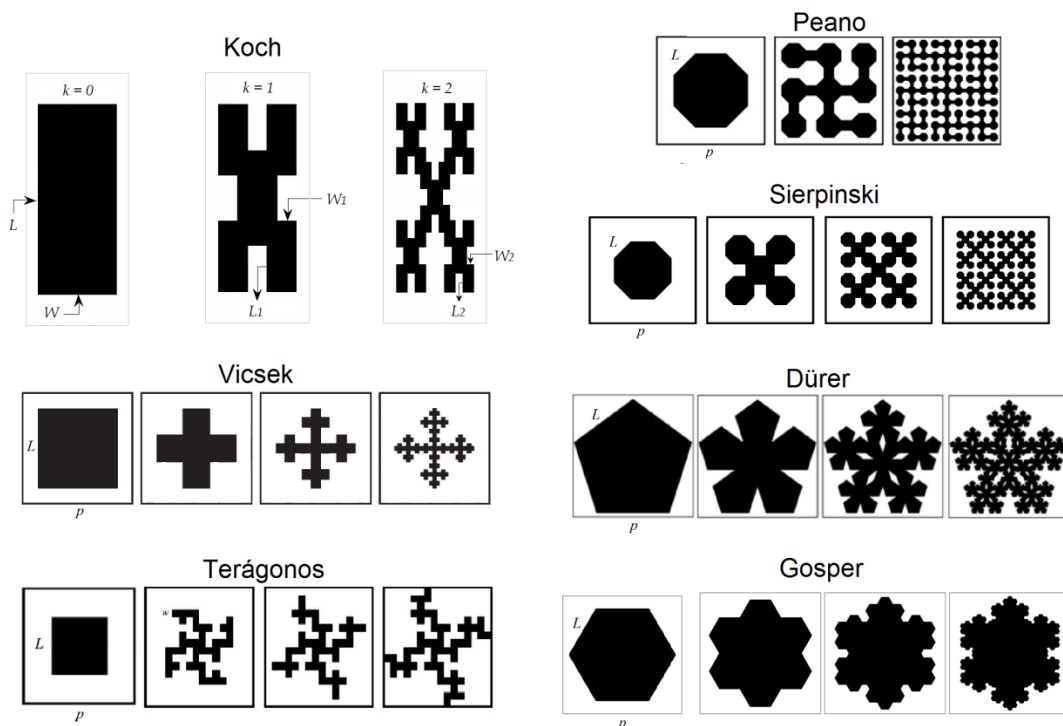 Koch
k = 0
k = 1
k = 2
L
W
W1
L1
W2
L2
Peano
L
p
Sierpinski
L
p
Vicsek
L
p
Dürer
L
p
Terágonos
L
w
p
Gosper
L
p